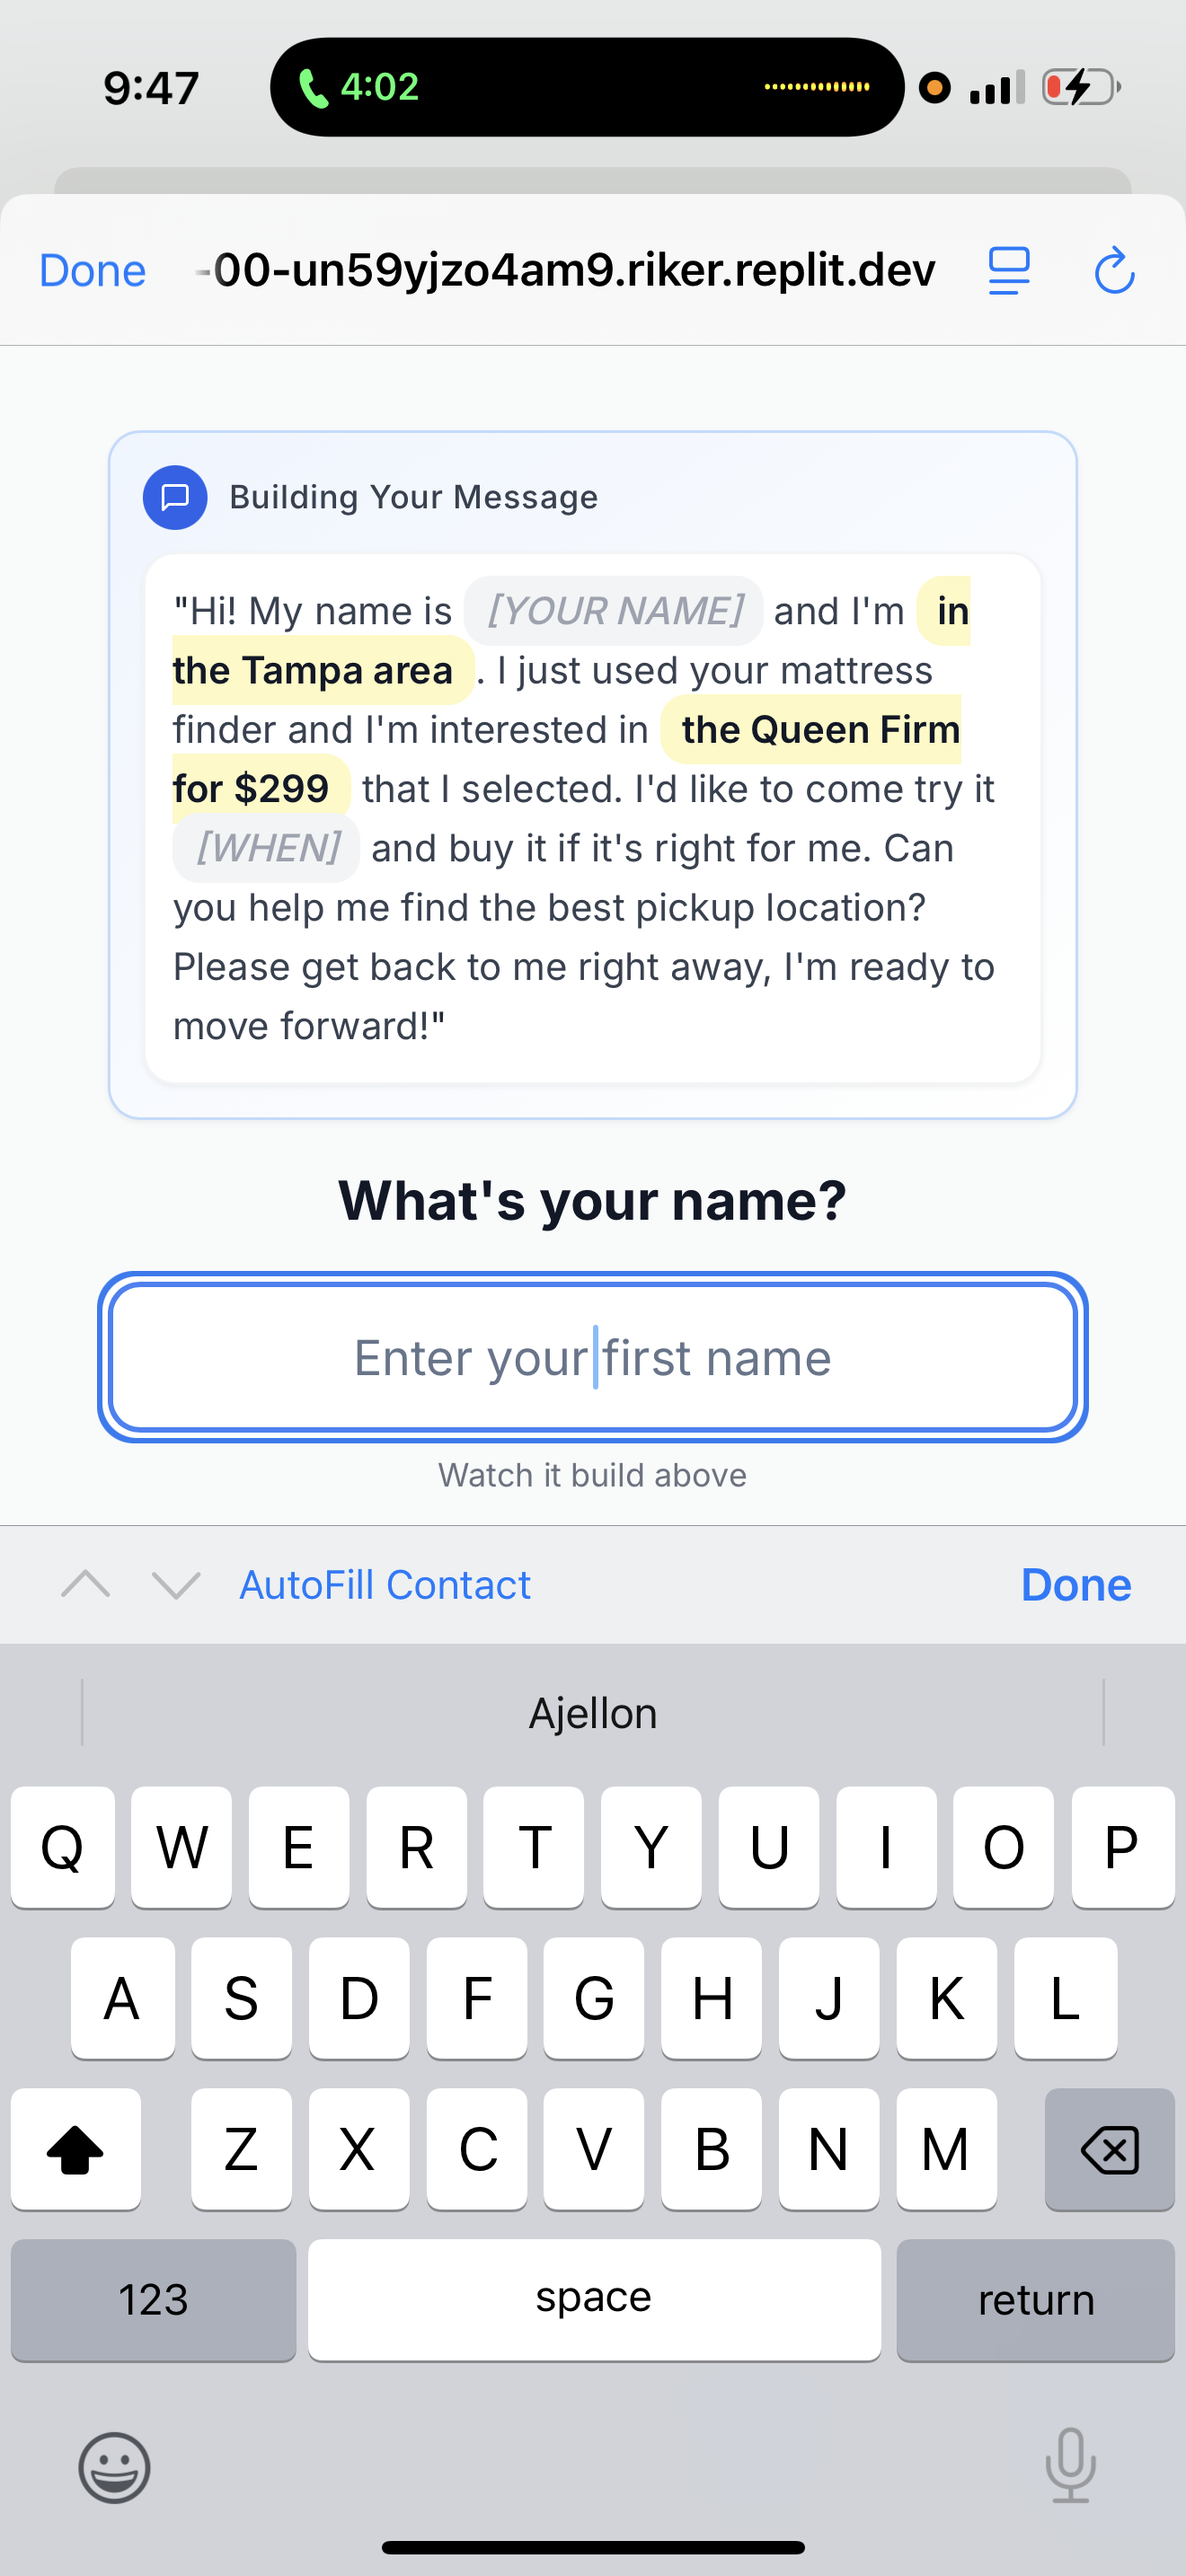 9:47
4:02
Done
-00-un59yjzo4am9.riker.replit.dev
Building Your Message
"Hi! My name is [YOUR NAME] and I'm in
the Tampa area . I just used your mattress
finder and I'm interested in the Queen Firm
for $299 that I selected. I'd like to come try it
[WHEN] and buy it if it's right for me. Can
you help me find the best pickup location?
Please get back to me right away, I'm ready to
move forward!"
What's your name?
Enter your first name
Watch it build above
AutoFill Contact
Done
Ajellon
Q W E R T Y U I O P
A S D F G H J K L
Z X C V B N M
123 space return